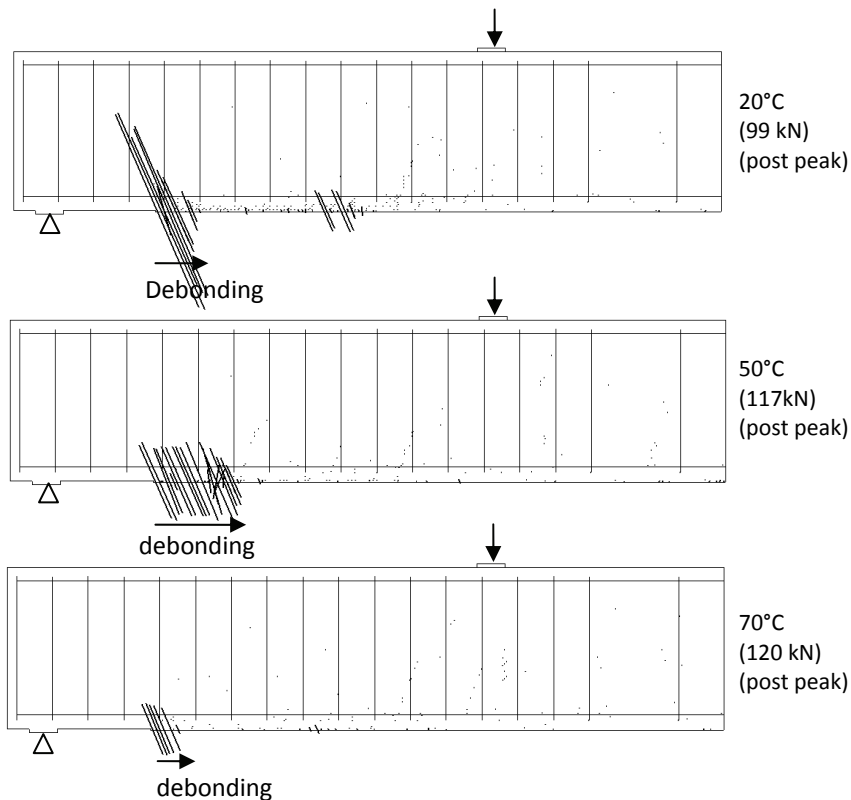 20°C
(99 kN)
(post peak)
Debonding
50°C
(117kN)
(post peak)
debonding
70°C
(120 kN)
(post peak)
debonding